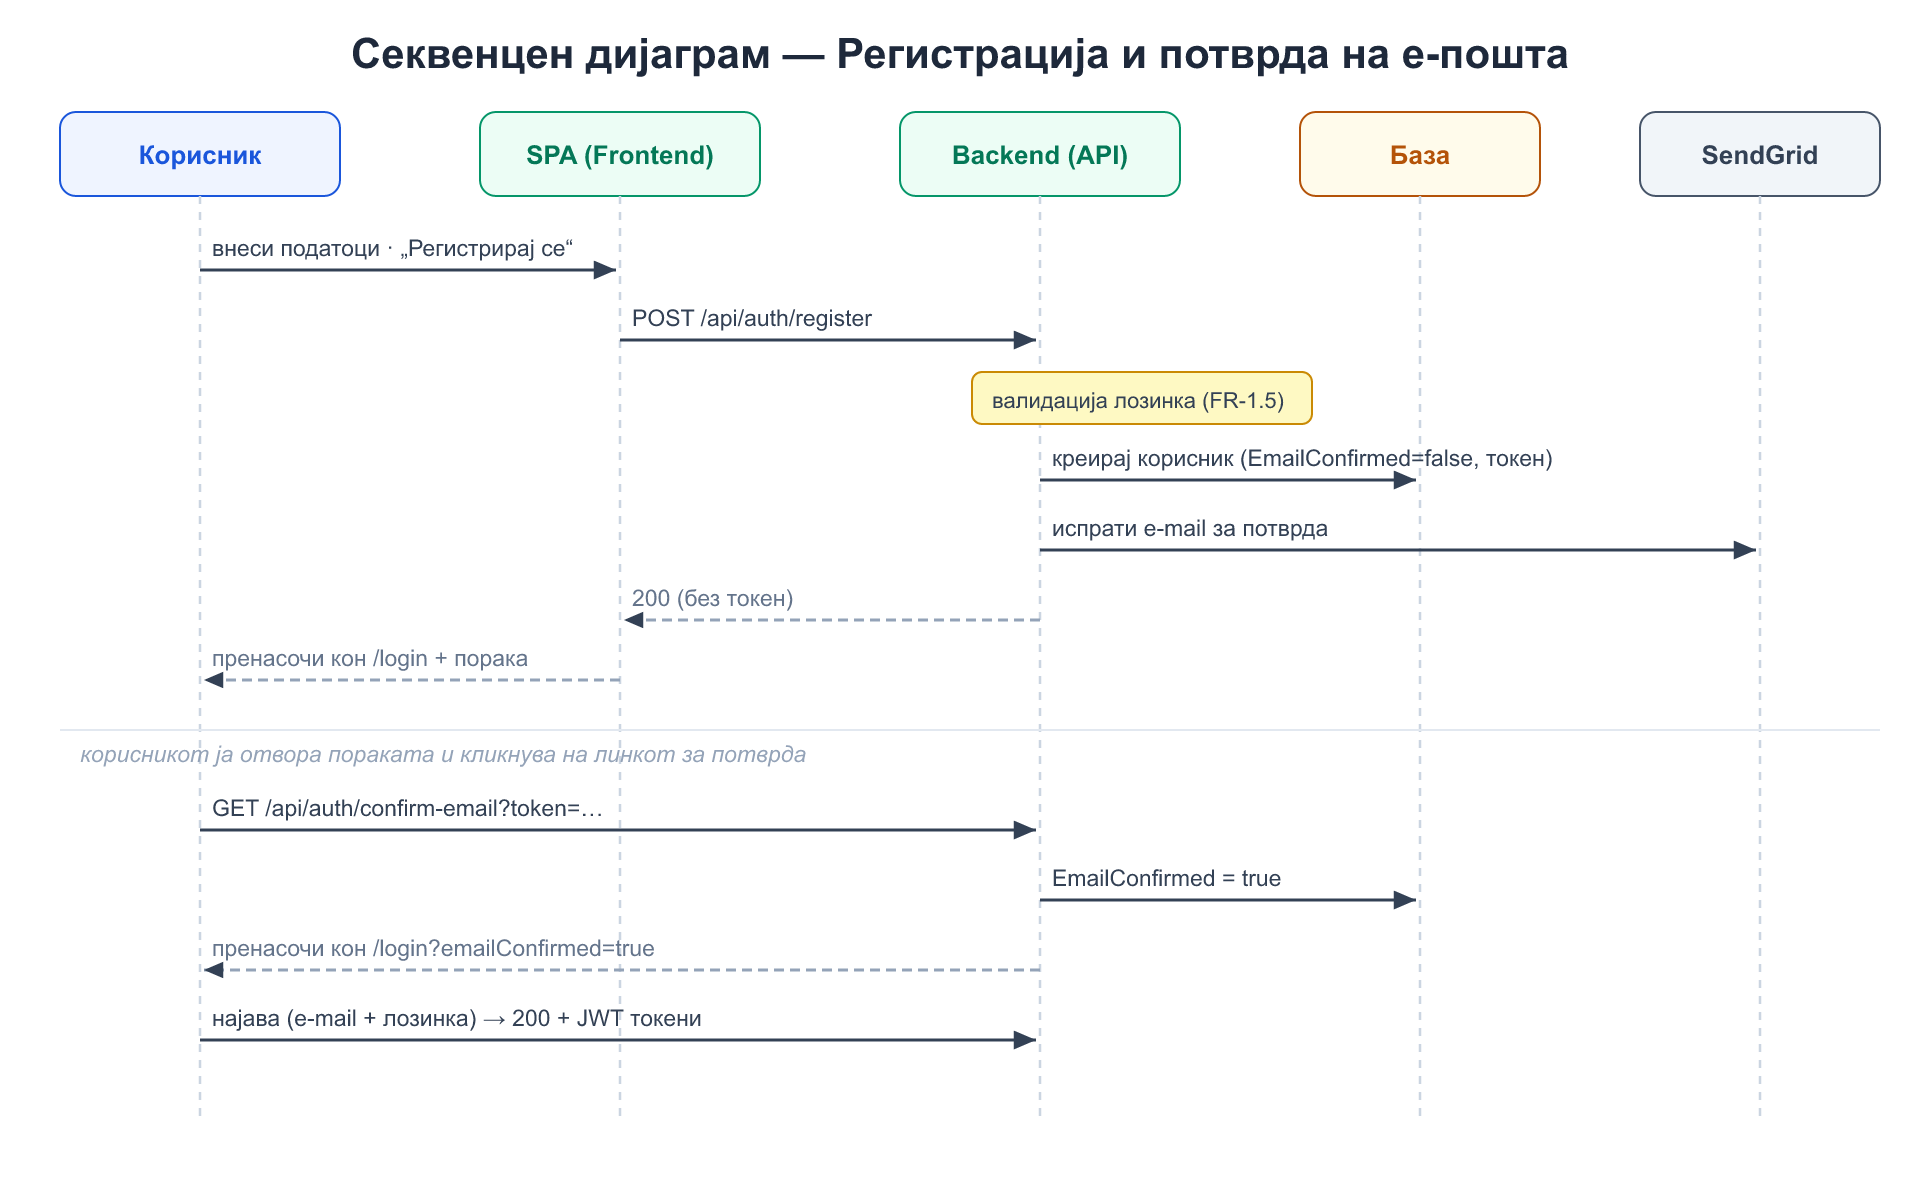 Секвенцен дијаграм — Регистрација и потврда на е-пошта
Корисник
SPA (Frontend)
Backend (API)
База
SendGrid
внеси податоци · „Регистрирај се“
POST /api/auth/register
валидација лозинка (FR-1.5)
креирај корисник (EmailConfirmed=false, токен)
испрати e-mail за потврда
200 (без токен)
пренасочи кон /login + порака
корисникот ја отвора пораката и кликнува на линкот за потврда
GET /api/auth/confirm-email?token=…
EmailConfirmed = true
пренасочи кон /login?emailConfirmed=true
најава (e-mail + лозинка) → 200 + JWT токени